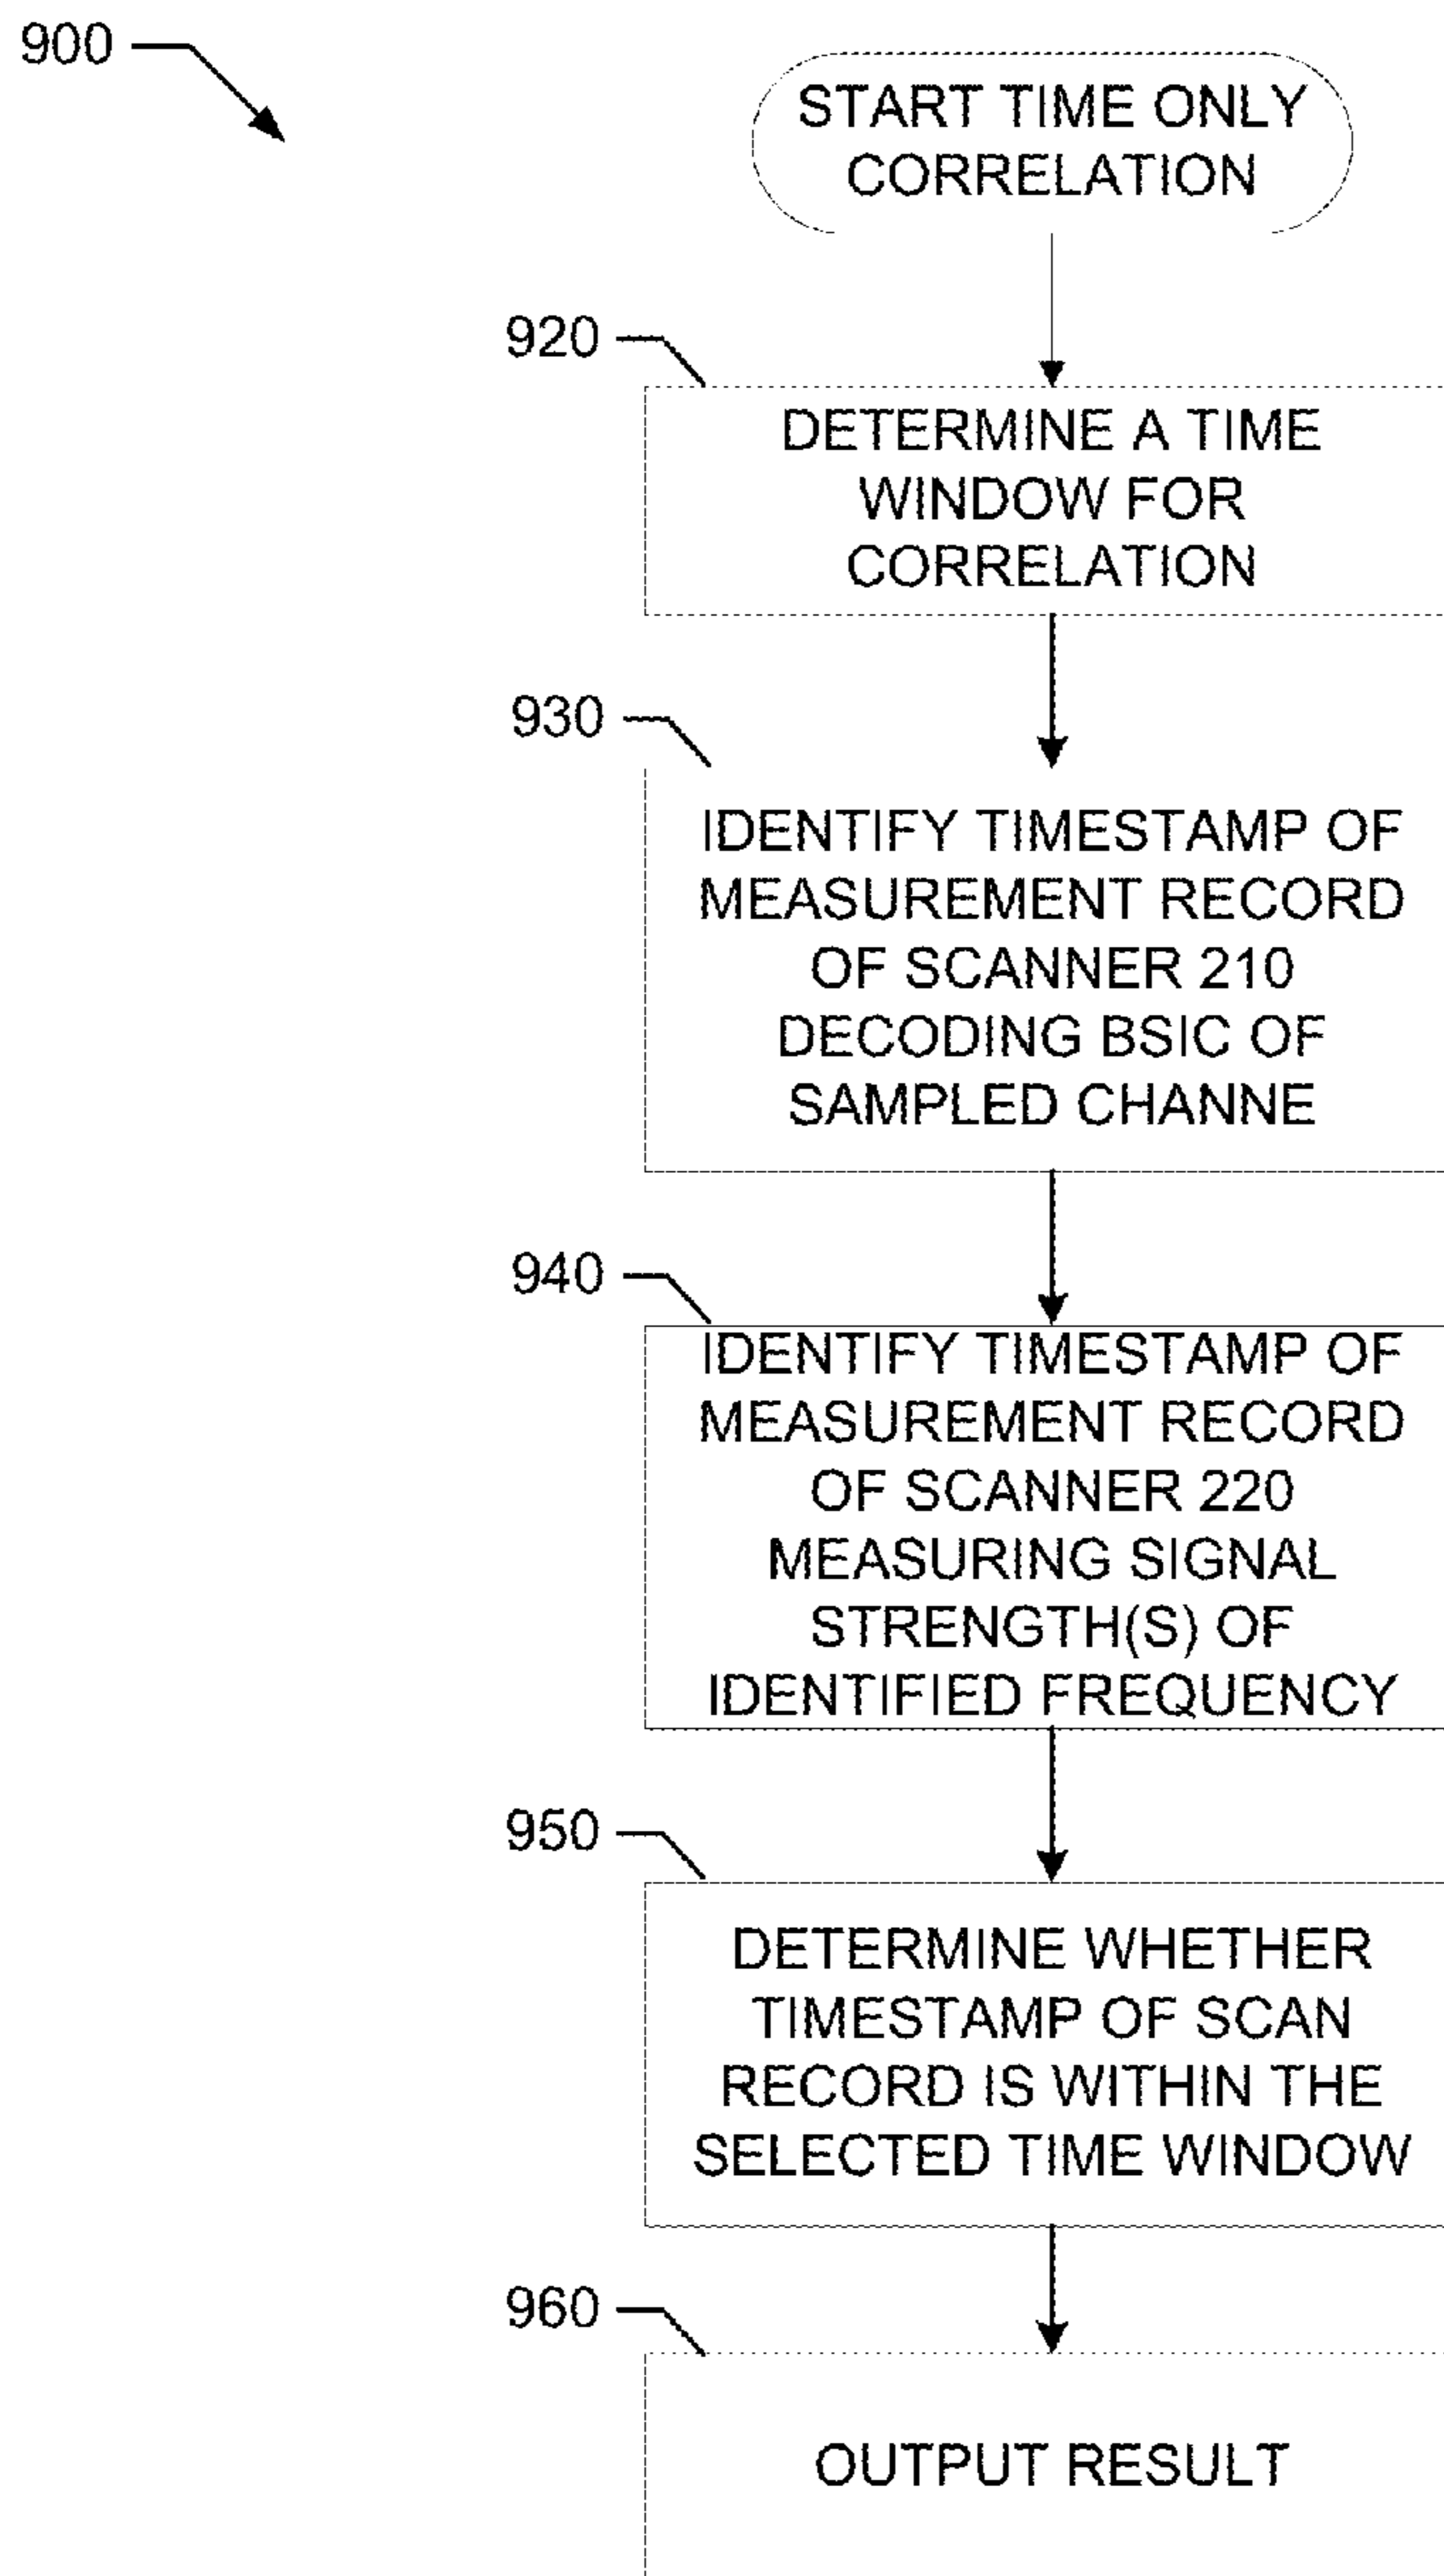 900
START TIME ONLY
CORRELATION
920
DETERMINE A TIME
WINDOW FOR
CORRELATION
930
IDENTIFY TIMESTAMP OF
MEASUREMENT RECORD
OF SCANNER 210
DECODING BSIC OF
SAMPLED CHANNE
940
IDENTIFY TIMESTAMP OF
MEASUREMENT RECORD
OF SCANNER 220
MEASURING SIGNAL
STRENGTH(S) OF
IDENTIFIED FREQUENCY
950
DETERMINE WHETHER
TIMESTAMP OF SCAN
RECORD IS WITHIN THE
SELECTED TIME WINDOW
960
OUTPUT RESULT